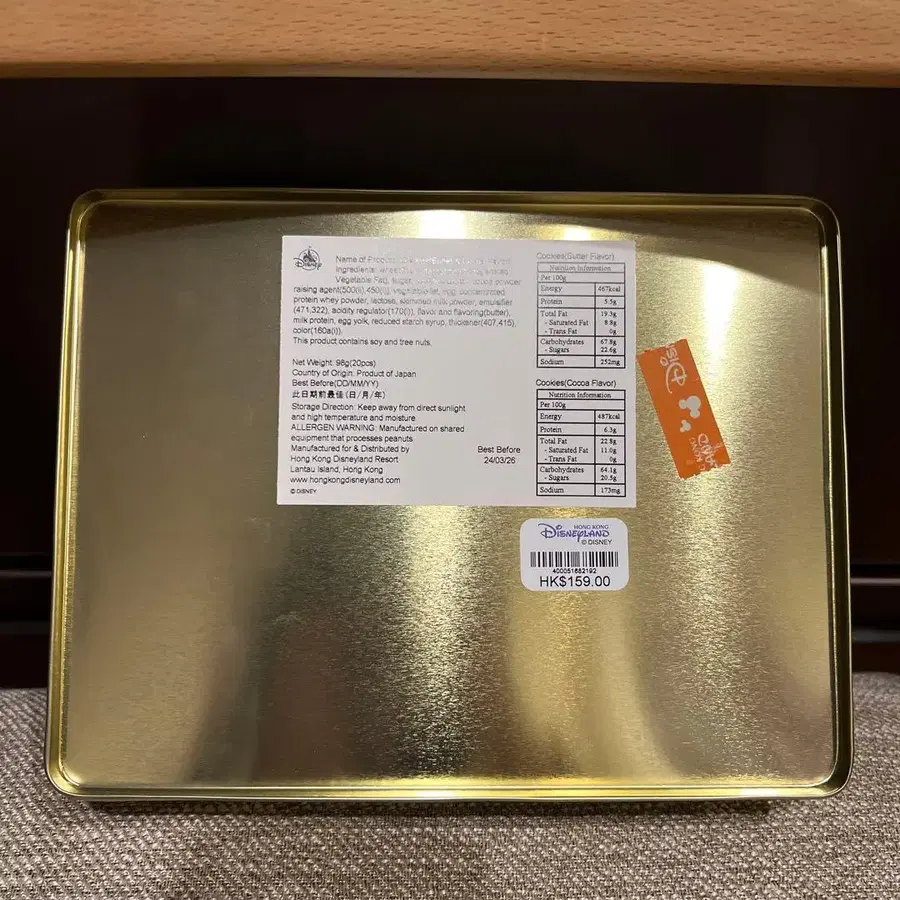 Disney
Name of Product:
Ingredients: wheat
Vegetable Fat), sugar, powder
raising agent(500(ii),450(i)), vegetable fat, egg, concentrated
protein whey powder, lactose, skimmed milk powder, emulsifier
(471,322), acidity regulator(170(i)), flavor and flavoring(butter),
milk protein, egg yolk, reduced starch syrup, thickener(407,415),
color(160a(i)).
This product contains soy and tree nuts.
Net Weight: 98g(20pcs)
Country of Origin: Product of Japan
Best Before(DD/MM/YY)
此日期前最佳（日/月/年）
Storage Direction: Keep away from direct sunlight
and high temperature and moisture
ALLERGEN WARNING: Manufactured on shared
equipment that processes peanuts.
Manufactured for & Distributed by
Hong Kong Disneyland Resort
Lantau Island, Hong Kong
www.hongkongdisneyland.com
© DISNEY
Best Before
24/03/26
Cookies(Butter Flavor)
Nutrition Information
Per 100g
Energy 467kcal
Protein 5.5g
Total Fat 19.3g
- Saturated Fat 8.8g
- Trans Fat 0g
Carbohydrates 67.8g
- Sugars 22.6g
Sodium 252mg
Cookies(Cocoa Flavor)
Nutrition Information
Per 100g
Energy 487kcal
Protein 6.3g
Total Fat 22.8g
- Saturated Fat 11.0g
- Trans Fat 0g
Carbohydrates 64.1g
- Sugars 20.5g
Sodium 173mg
HONG KONG
DISNEYLAND
© DISNEY
400051682192
HK$159.00